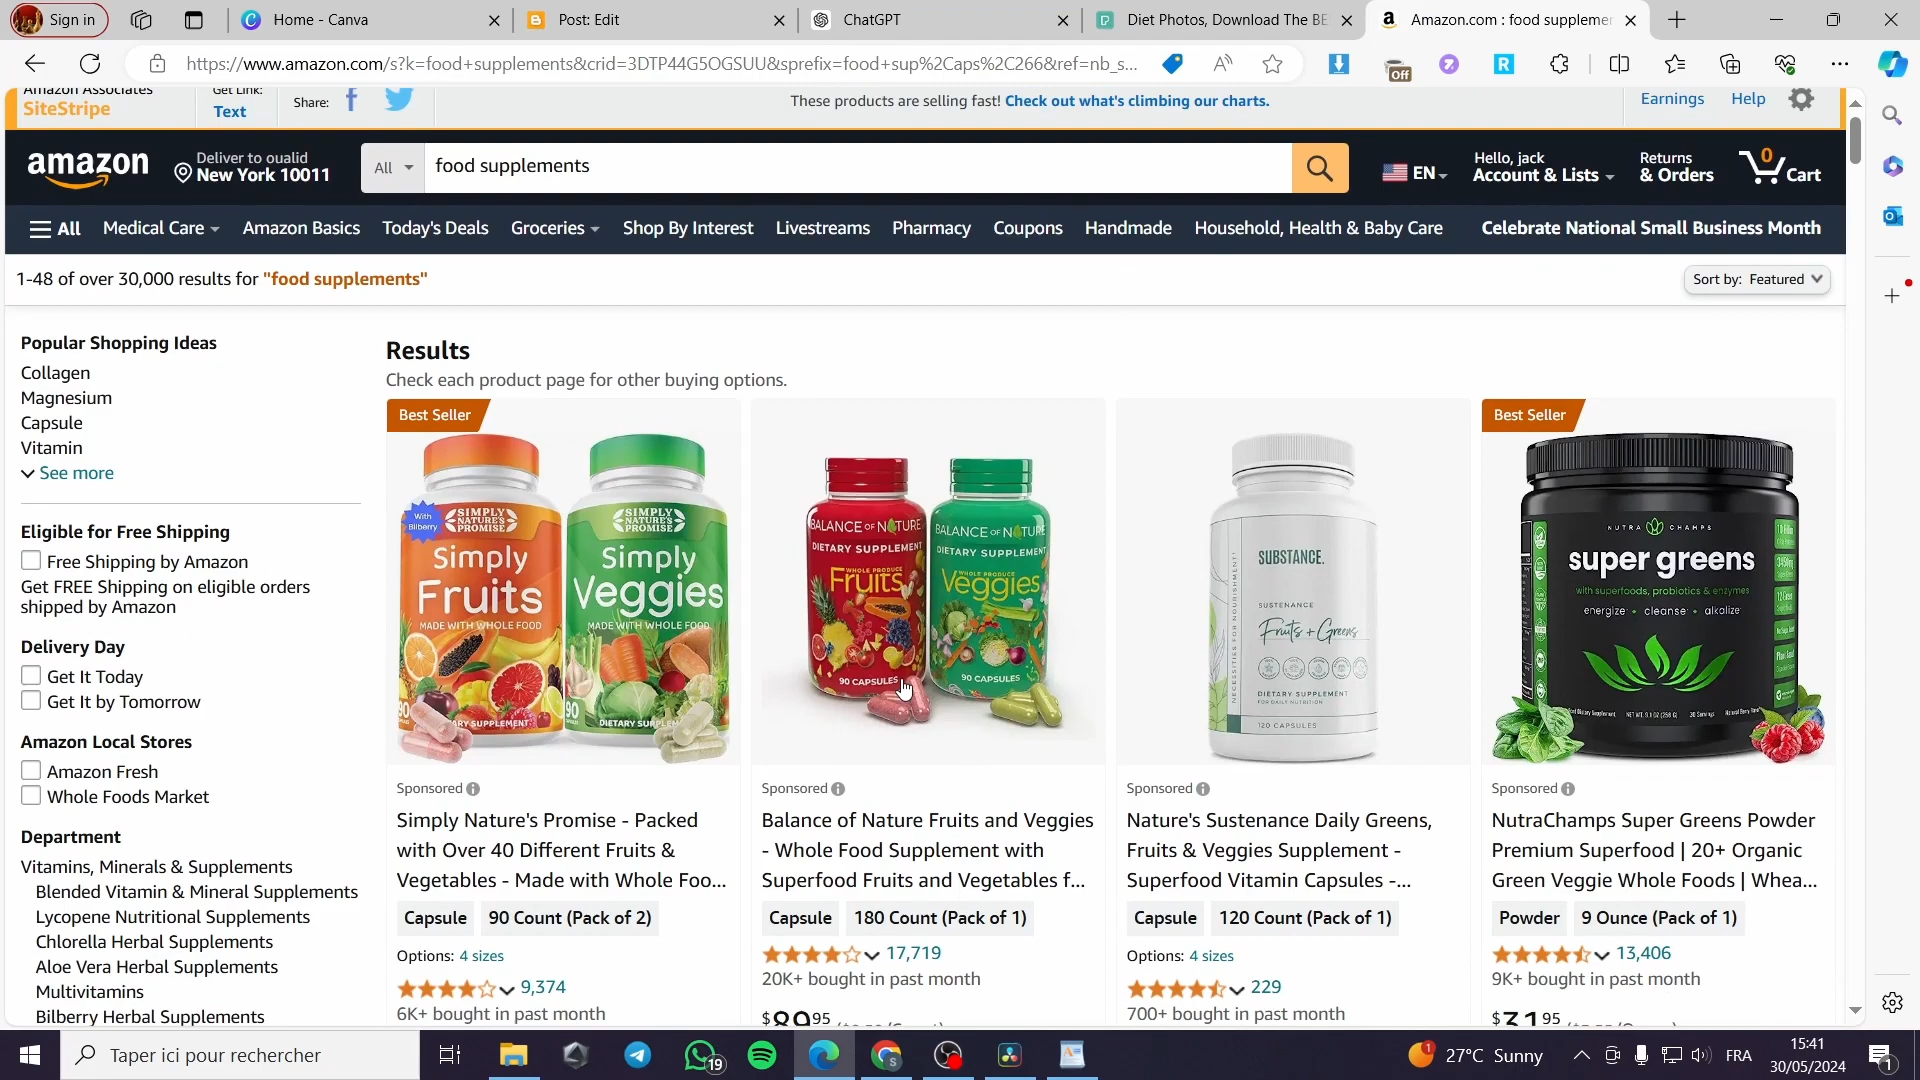 Sign in
Home - Canva
Post: Edit
ChatGPT
Diet Photos, Download The BE
Amazon.com : food supplemer
https://www.amazon.com/s?k=food+supplements&crid=3DTP44G5OGSUU&sprefix=food+sup%2Caps%2C266&ref=nb_s...
Off
Amazon Associates
SiteStripe
Get Link:
Text
Share:
These products are selling fast! Check out what's climbing our charts.
Earnings
Help
amazon
Deliver to oualid
New York 10011
All
food supplements
EN
Hello, jack
Account & Lists
Returns
& Orders
0
Cart
All
Medical Care
Amazon Basics
Today's Deals
Groceries
Shop By Interest
Livestreams
Pharmacy
Coupons
Handmade
Household, Health & Baby Care
Celebrate National Small Business Month
1-48 of over 30,000 results for "food supplements"
Sort by: Featured
Popular Shopping Ideas
Collagen
Magnesium
Capsule
Vitamin
See more
Eligible for Free Shipping
Free Shipping by Amazon
Get FREE Shipping on eligible orders
shipped by Amazon
Delivery Day
Get It Today
Get It by Tomorrow
Amazon Local Stores
Amazon Fresh
Whole Foods Market
Department
Vitamins, Minerals & Supplements
Blended Vitamin & Mineral Supplements
Lycopene Nutritional Supplements
Chlorella Herbal Supplements
Aloe Vera Herbal Supplements
Multivitamins
Bilberry Herbal Supplements
Results
Check each product page for other buying options.
Best Seller
With
Bilberry
SIMPLY
NATURE'S
PROMISE
Simply
Fruits
MADE WITH WHOLE FOOD
90
SIMPLY
NATURE'S
PROMISE
Simply
Veggies
MADE WITH WHOLE FOOD
90
Sponsored
Simply Nature's Promise - Packed
with Over 40 Different Fruits &
Vegetables - Made with Whole Foo...
Capsule
90 Count (Pack of 2)
Options: 4 sizes
9,374
6K+ bought in past month
BALANCE OF NATURE
DIETARY SUPPLEMENT
WHOLE PRODUCE
Fruits
90 CAPSULES
BALANCE OF NATURE
DIETARY SUPPLEMENT
WHOLE PRODUCE
Veggies
90 CAPSULES
Sponsored
Balance of Nature Fruits and Veggies
- Whole Food Supplement with
Superfood Fruits and Vegetables f...
Capsule
180 Count (Pack of 1)
17,719
20K+ bought in past month
$89.95
SUBSTANCE.
SUSTENANCE
Fruits + Greens
NECESSITIES FOR NOURISHMENT
DIETARY SUPPLEMENT
FOR DAILY NUTRITION
120 CAPSULES
Sponsored
Nature's Sustenance Daily Greens,
Fruits & Veggies Supplement -
Superfood Vitamin Capsules -...
Capsule
120 Count (Pack of 1)
Options: 4 sizes
229
700+ bought in past month
Best Seller
NUTRA CHAMPS
super greens
with superfoods, probiotics & enzymes
energize • cleanse • alkalize
Sponsored
NutraChamps Super Greens Powder
Premium Superfood | 20+ Organic
Green Veggie Whole Foods | Whea...
Powder
9 Ounce (Pack of 1)
13,406
9K+ bought in past month
$31.95
Taper ici pour rechercher
19
1
27°C Sunny
FRA
15:41
30/05/2024
1